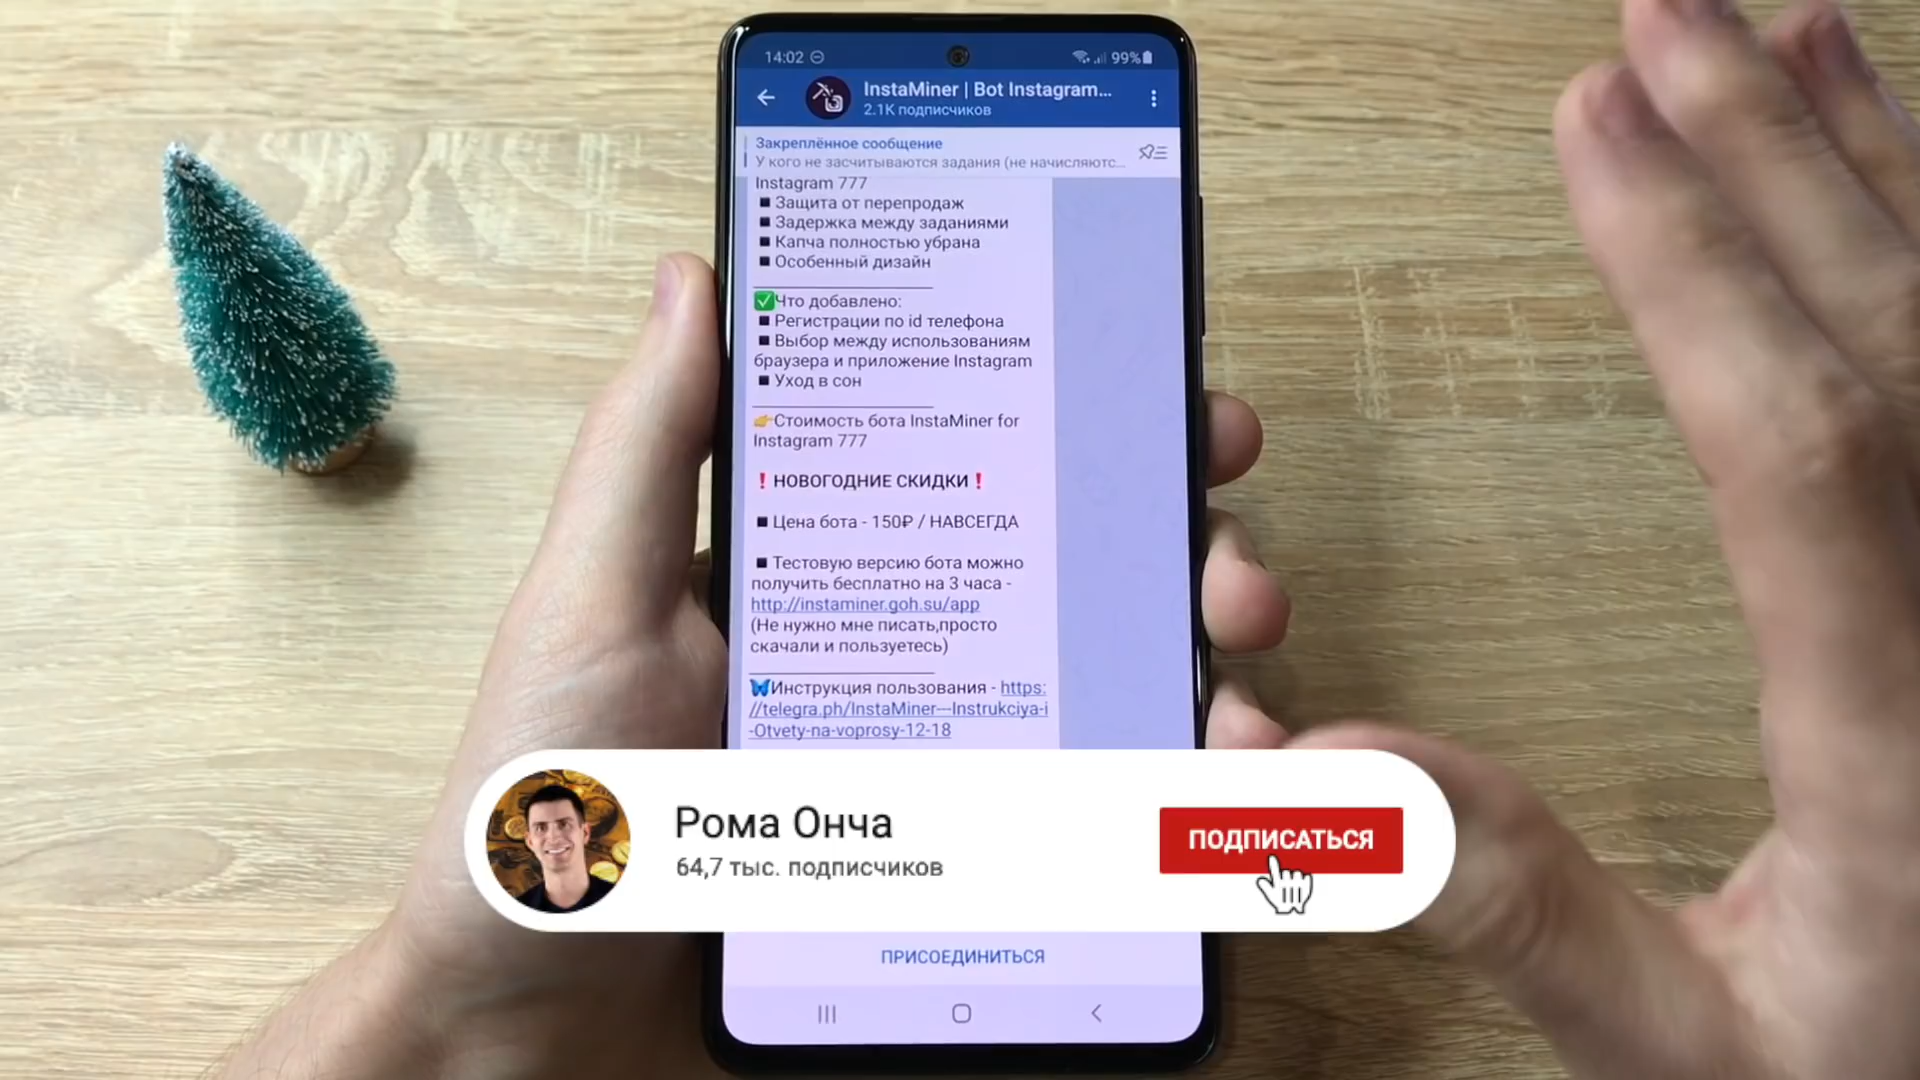 14:02
99%
InstaMiner | Bot Instagram...
2.1K подписчиков
Закреплённое сообщение
У кого не засчитываются задания (не начисляютс...
Instagram 777
Защита от перепродаж
Задержка между заданиями
Капча полностью убрана
Особенный дизайн
Что добавлено:
Регистрации по id телефона
Выбор между использованиям
браузера и приложение Instagram
Уход в сон
Стоимость бота InstaMiner for
Instagram 777
❗НОВОГОДНИЕ СКИДКИ❗
Цена бота - 150₽ / НАВСЕГДА
Тестовую версию бота можно
получить бесплатно на 3 часа -
http://instaminer.goh.su/app
(Не нужно мне писать,просто
скачали и пользуетесь)
Инструкция пользования - https:
//telegra.ph/InstaMiner---Instrukciya-i
-Otvety-na-voprosy-12-18
Рома Онча
64,7 тыс. подписчиков
ПОДПИСАТЬСЯ
ПРИСОЕДИНИТЬСЯ